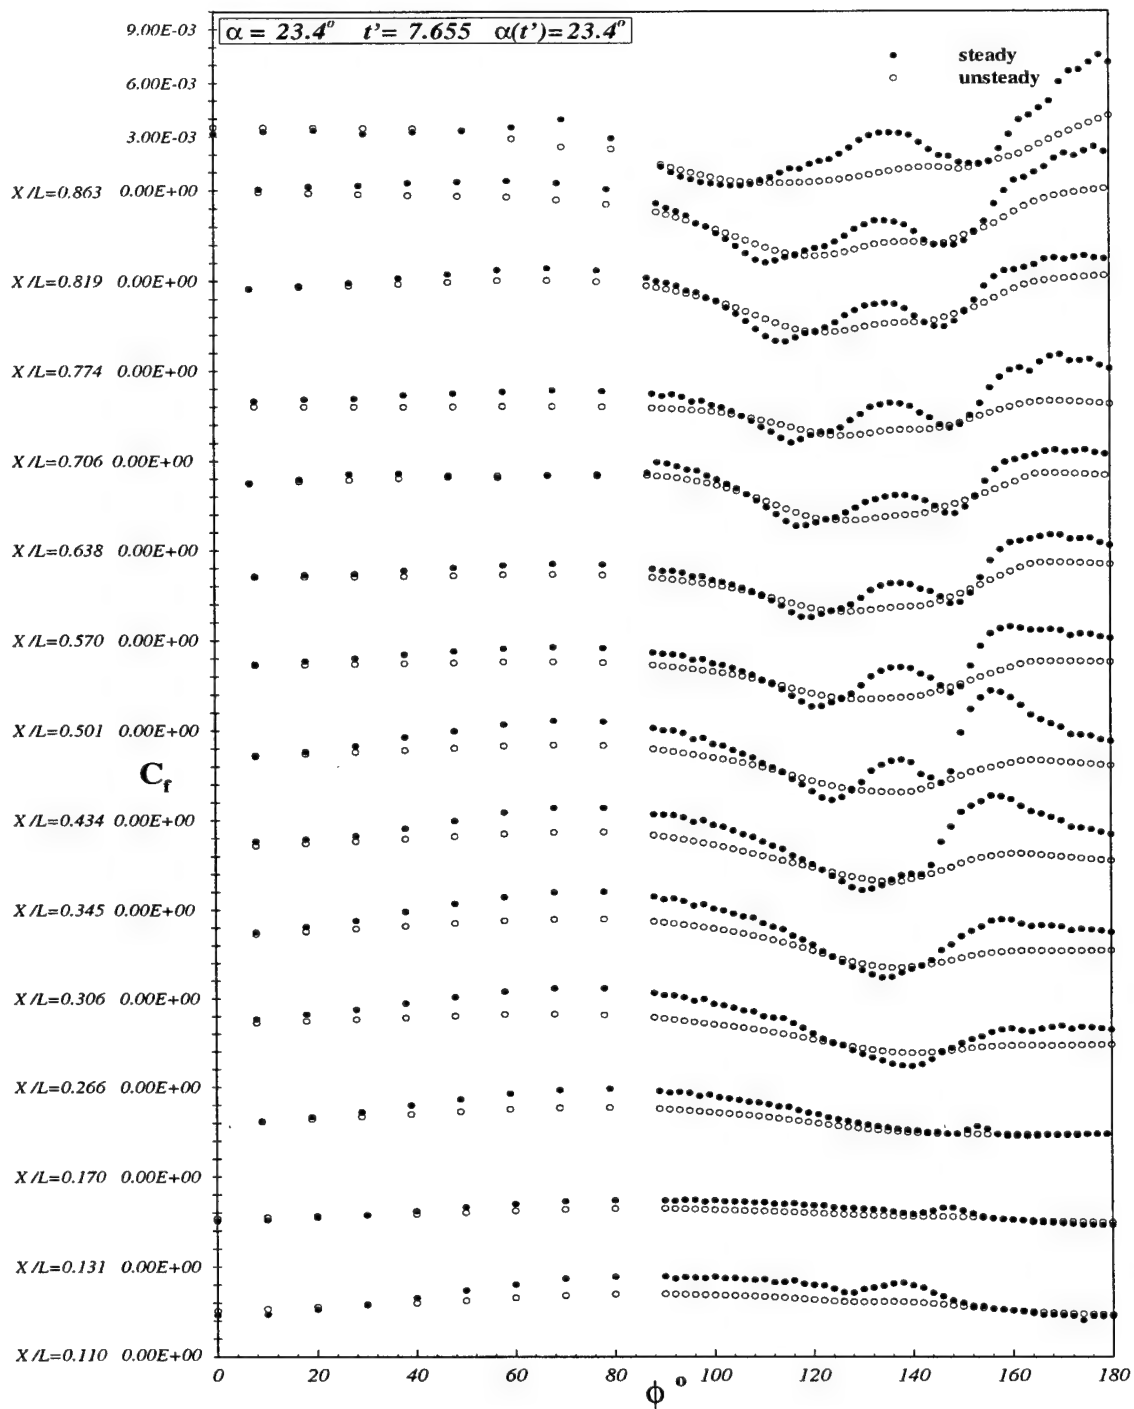 α = 23.4° t'= 7.655 α(t')=23.4°
9.00E-03
steady
6.00E-03
unsteady
3.00E-03
X/L=0.863 0.00E+00
X/L=0.819 0.00E+00
X/L=0.774 0.00E+00
X/L=0.706 0.00E+00
X/L=0.638 0.00E+00
X/L=0.570 0.00E+00
X/L=0.501 0.00E+00
C_f
X/L=0.434 0.00E+00
X/L=0.345 0.00E+00
X/L=0.306 0.00E+00
X/L=0.266 0.00E+00
X/L=0.170 0.00E+00
X/L=0.131 0.00E+00
X/L=0.110 0.00E+00
0 20 40 60 80 100 120 140 160 180
ϕ °